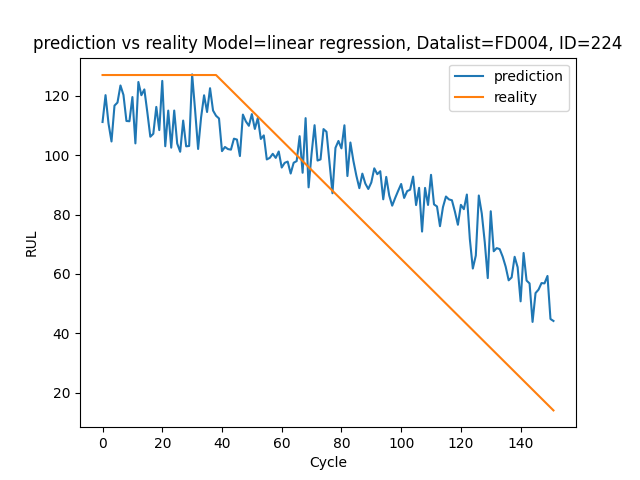 prediction vs reality Model=linear regression, Datalist=FD004, ID=224
prediction
reality
RUL
120
100
80
60
40
20
0 20 40 60 80 100 120 140
Cycle